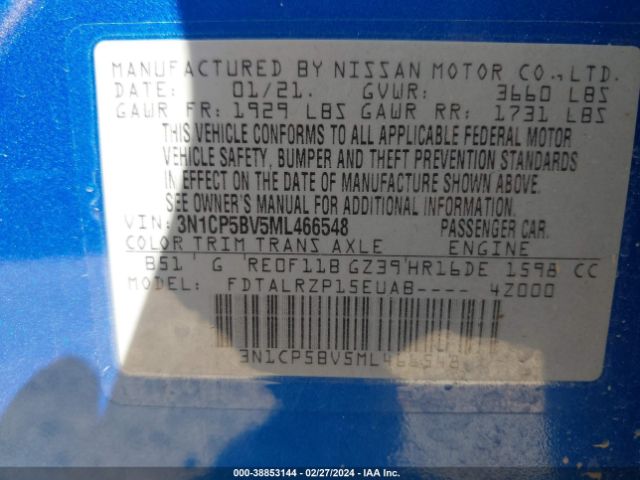 MANUFACTURED BY NISSAN MOTOR CO., LTD.
DATE: 01/21. GVWR: 3660 LBS
GAWR FR: 1929 LBS GAWR RR: 1731 LBS
THIS VEHICLE CONFORMS TO ALL APPLICABLE FEDERAL MOTOR
VEHICLE SAFETY, BUMPER AND THEFT PREVENTION STANDARDS
IN EFFECT ON THE DATE OF MANUFACTURE SHOWN ABOVE.
SEE OWNER'S MANUAL FOR ADDITIONAL INFORMATION.
VIN: 3N1CP5BV5ML466548 PASSENGER CAR.
COLOR TRIM TRANS AXLE ENGINE
B51 G RE0F11B GZ39 HR16DE 1598 CC
MODEL: FDTALRZP15EUAB---- 4Z000
3N1CP5BV5ML466548
000-38853144 | 02/27/2024 - IAA Inc.